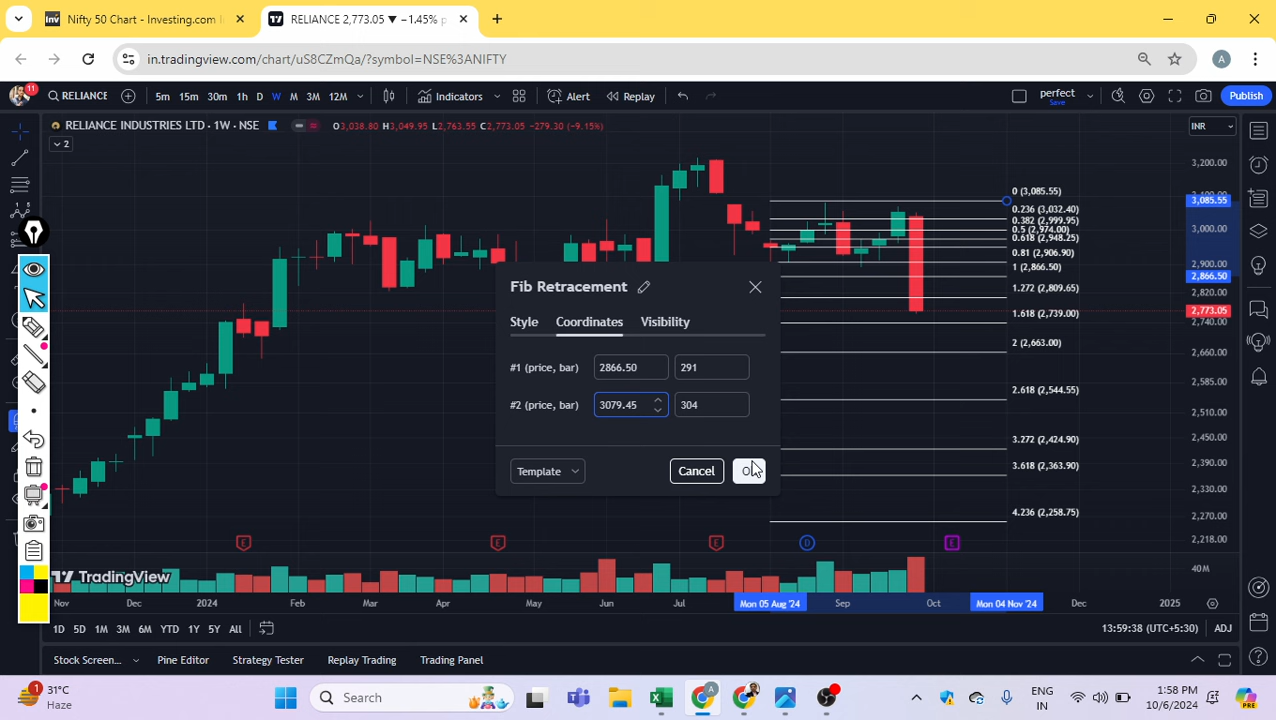 Nifty 50 Chart - Investing.com I
RELIANCE 2,773.05 ▼ −1.45% p
in.tradingview.com/chart/uS8CZmQa/?symbol=NSE%3ANIFTY
A
11
RELIANCE 5m 15m 30m 1h D W M 3M 12M Indicators Alert Replay perfect Save Publish
RELIANCE INDUSTRIES LTD · 1W · NSE O3,038.80 H3,049.95 L2,763.55 C2,773.05 −279.30 (−9.15%) INR
2
3,200.00
3,085.55
3,000.00
2,900.00
2,866.50
2,820.00
2,773.05
2,740.00
2,660.00
2,585.00
2,510.00
2,450.00
2,390.00
2,330.00
2,270.00
2,218.00
40M
0 (3,085.55)
0.236 (3,032.40)
0.382 (2,999.95)
0.5 (2,974.00)
0.618 (2,948.25)
0.81 (2,906.90)
1 (2,866.50)
1.272 (2,809.65)
1.618 (2,739.00)
2 (2,663.00)
2.618 (2,544.55)
3.272 (2,424.90)
3.618 (2,363.90)
4.236 (2,258.75)
Fib Retracement
Style Coordinates Visibility
#1 (price, bar) 2866.50 291
#2 (price, bar) 3079.45 304
Template Cancel
E E E D E
TradingView
Nov Dec 2024 Feb Mar Apr May Jun Jul Mon 05 Aug '24 Sep Oct Mon 04 Nov '24 Dec 2025
1D 5D 1M 3M 6M YTD 1Y 5Y All 13:59:38 (UTC+5:30) ADJ
Stock Screen... Pine Editor Strategy Tester Replay Trading Trading Panel
1
31°C
Haze
Search
ENG
IN
1:58 PM
10/6/2024
PRE